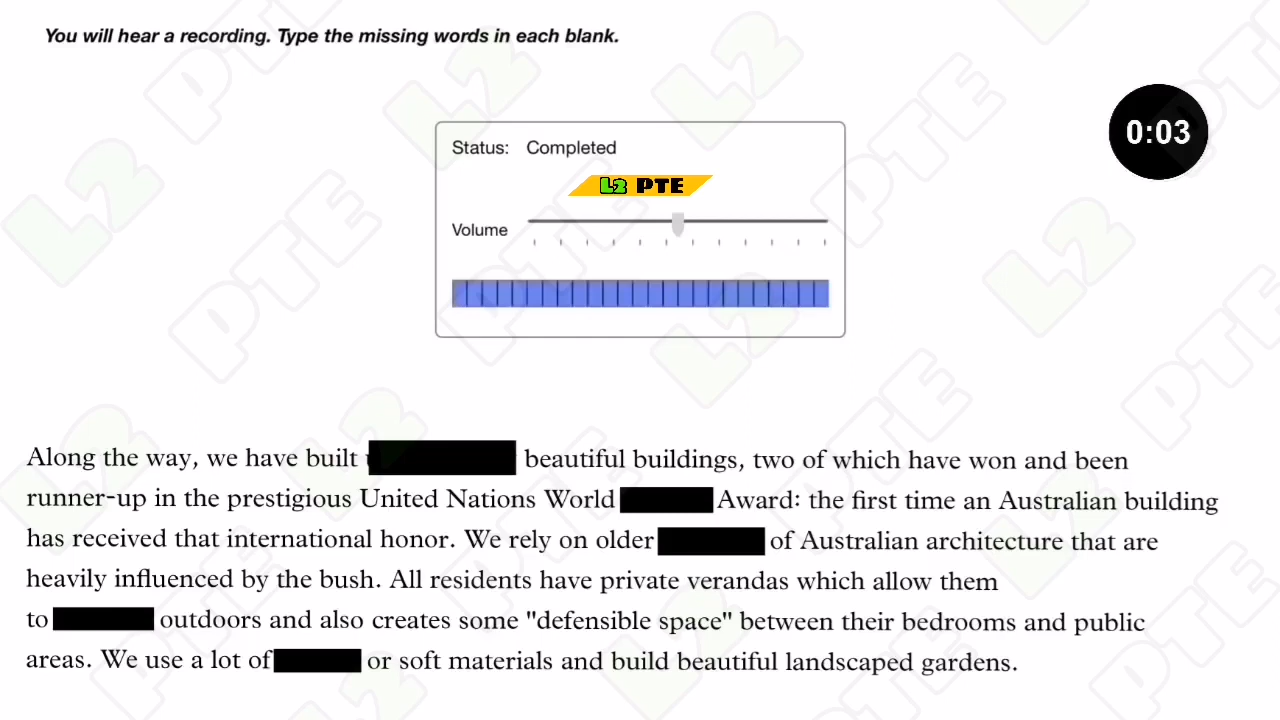 You will hear a recording. Type the missing words in each blank.
0:03
Status: Completed
L2 PTE
Volume
Along the way, we have built beautiful buildings, two of which have won and been
runner-up in the prestigious United Nations World Award: the first time an Australian building
has received that international honor. We rely on older of Australian architecture that are
heavily influenced by the bush. All residents have private verandas which allow them
to outdoors and also creates some "defensible space" between their bedrooms and public
areas. We use a lot of or soft materials and build beautiful landscaped gardens.